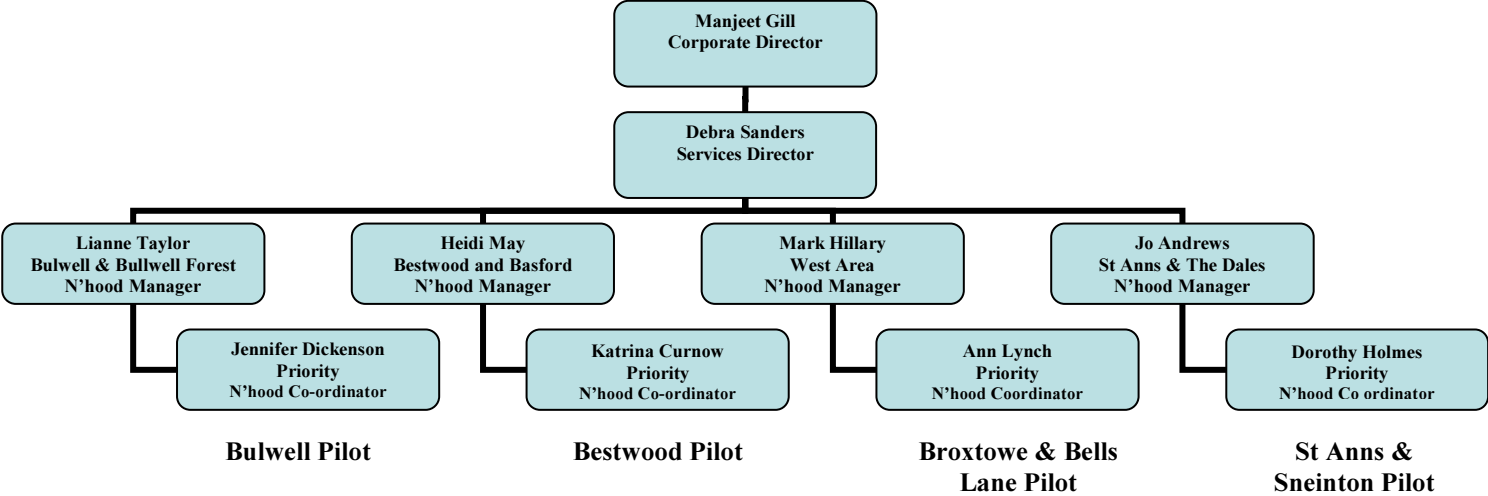 Manjeet Gill
Corporate Director
Debra Sanders
Services Director
Lianne Taylor
Bulwell & Bullwell Forest
N'hood Manager
Heidi May
Bestwood and Basford
N'hood Manager
Mark Hillary
West Area
N'hood Manager
Jo Andrews
St Anns & The Dales
N'hood Manager
Jennifer Dickenson
Priority
N'hood Co-ordinator
Katrina Curnow
Priority
N'hood Co-ordinator
Ann Lynch
Priority
N'hood Coordinator
Dorothy Holmes
Priority
N'hood Co ordinator
Bulwell Pilot
Bestwood Pilot
Broxtowe & Bells
Lane Pilot
St Anns &
Sneinton Pilot